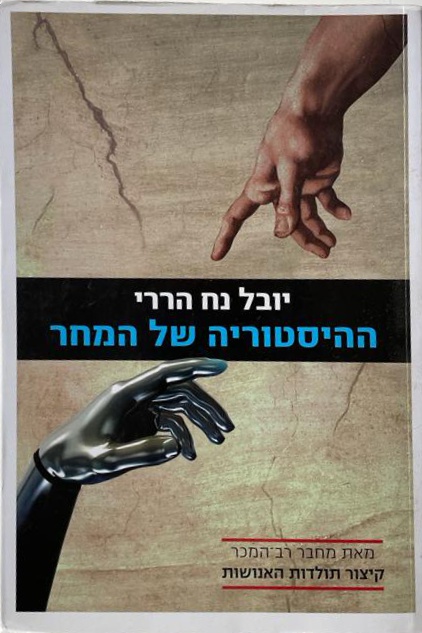 יובל נח הררי
ההיסטוריה של המחר
מאת מחבר רב־המכר
קיצור תולדות האנושות